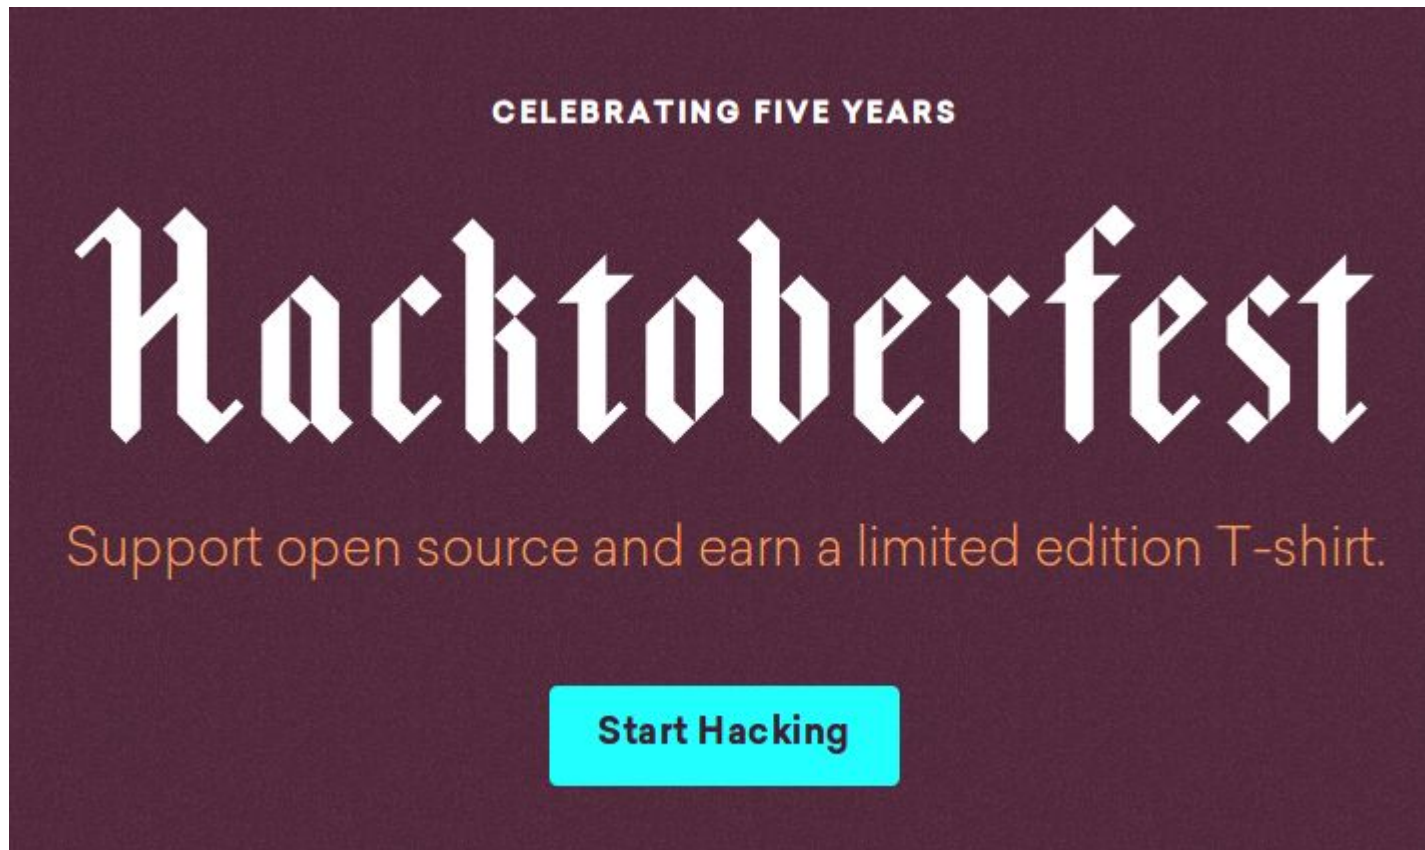 CELEBRATING FIVE YEARS
Hacktoberfest
Support open source and earn a limited edition T-shirt.
Start Hacking